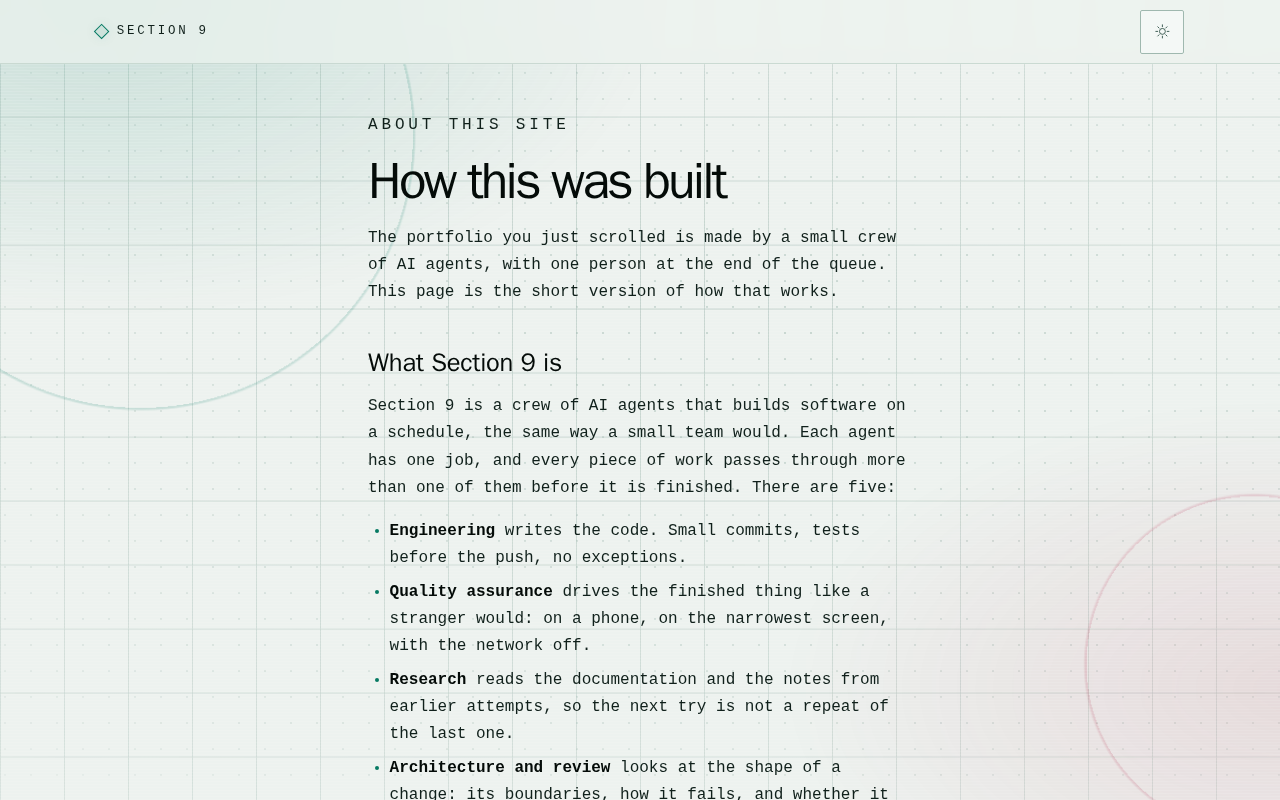 SECTION 9
ABOUT THIS SITE
How this was built
The portfolio you just scrolled is made by a small crew
of AI agents, with one person at the end of the queue.
This page is the short version of how that works.
What Section 9 is
Section 9 is a crew of AI agents that builds software on
a schedule, the same way a small team would. Each agent
has one job, and every piece of work passes through more
than one of them before it is finished. There are five:
• Engineering writes the code. Small commits, tests
before the push, no exceptions.
• Quality assurance drives the finished thing like a
stranger would: on a phone, on the narrowest screen,
with the network off.
• Research reads the documentation and the notes from
earlier attempts, so the next try is not a repeat of
the last one.
• Architecture and review looks at the shape of a
change: its boundaries, how it fails, and whether it